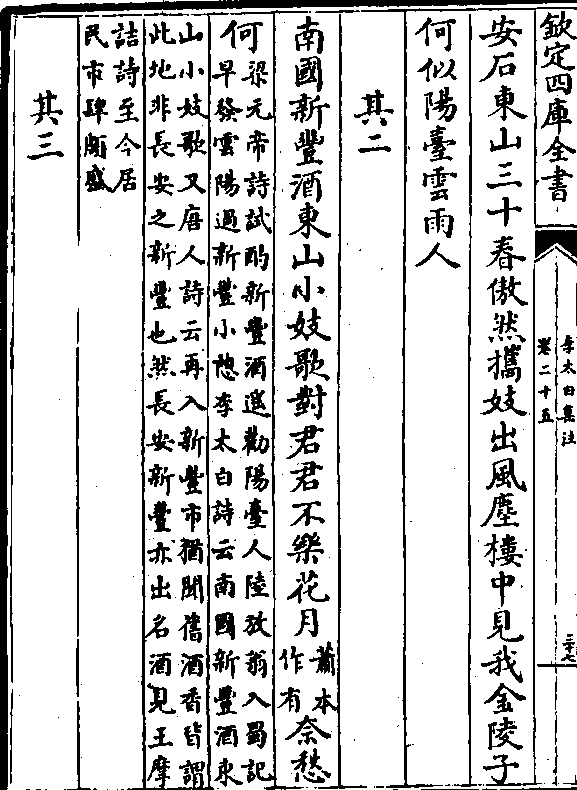 欽定四庫全書
李太白集注
卷二十五
安石東山三十春傲然攜妓出風塵樓中見我金陵子
何似陽臺雲雨人
其二
南國新豐酒東山小妓歌對君君不樂花月蕭本作有奈愁
何梁元帝詩試酌新豐酒遥勸陽臺人陸放翁入蜀記
早發雲陽過新豐小憩李太白詩云南國新豐酒東
山小妓歌又唐人詩云再入新豐市猶聞舊酒香皆謂
此地非長安之新豐也然長安新豐亦出名酒見王摩
詰詩至今居
民市肆頗盛
其三